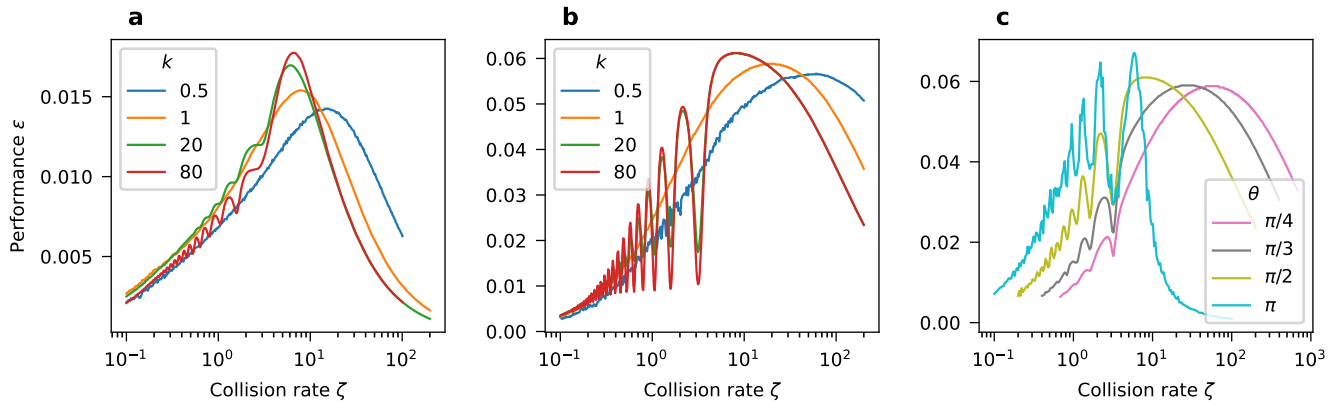 a
b
c
Performance ε
0.015
0.010
0.005
k
0.5
1
20
80
10⁻¹
10⁰
10¹
10²
Collision rate ζ
0.06
0.05
0.04
0.03
0.02
0.01
0.00
k
0.5
1
20
80
10⁻¹
10⁰
10¹
10²
Collision rate ζ
0.06
0.04
0.02
0.00
θ
π/4
π/3
π/2
π
10⁻¹
10⁰
10¹
10²
10³
Collision rate ζ